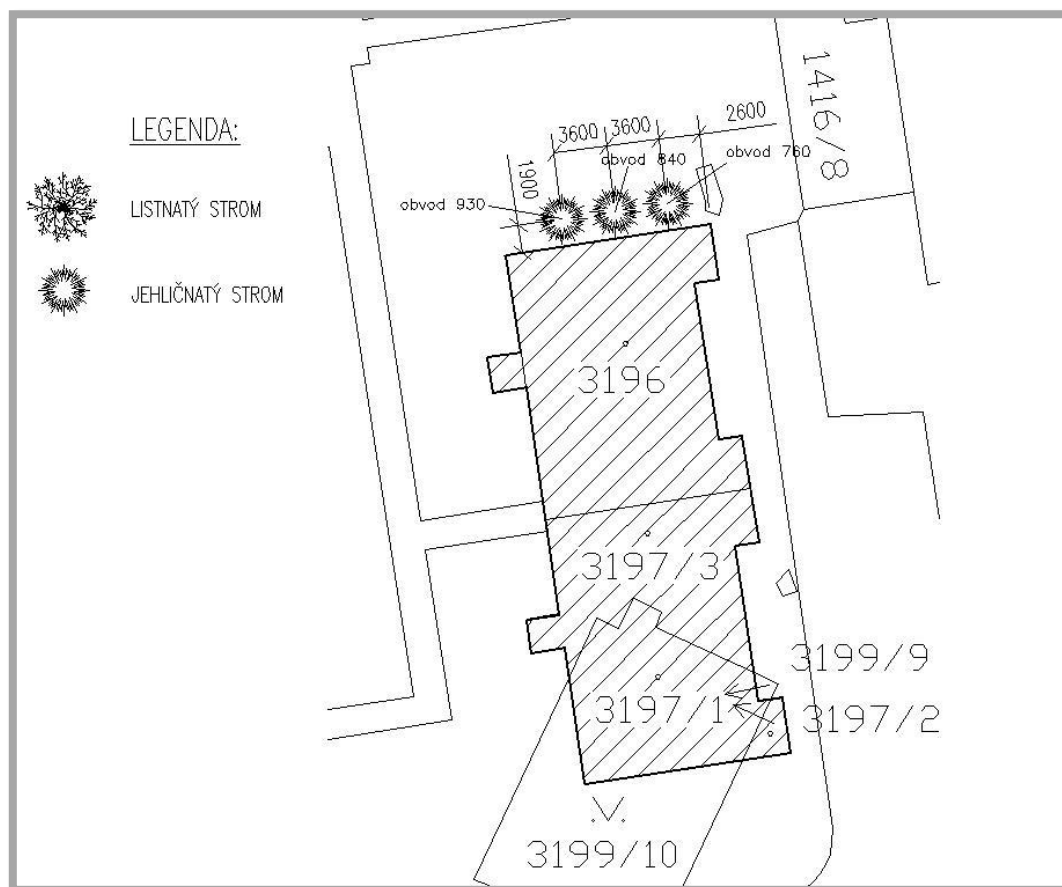 LEGENDA:
LISTNATÝ STROM
JEHLIČNATÝ STROM
3600
3600
2600
1900
obvod 930
obvod 840
obvod 760
1416/8
3196
3197/3
3199/9
3197/1
3197/2
3199/10